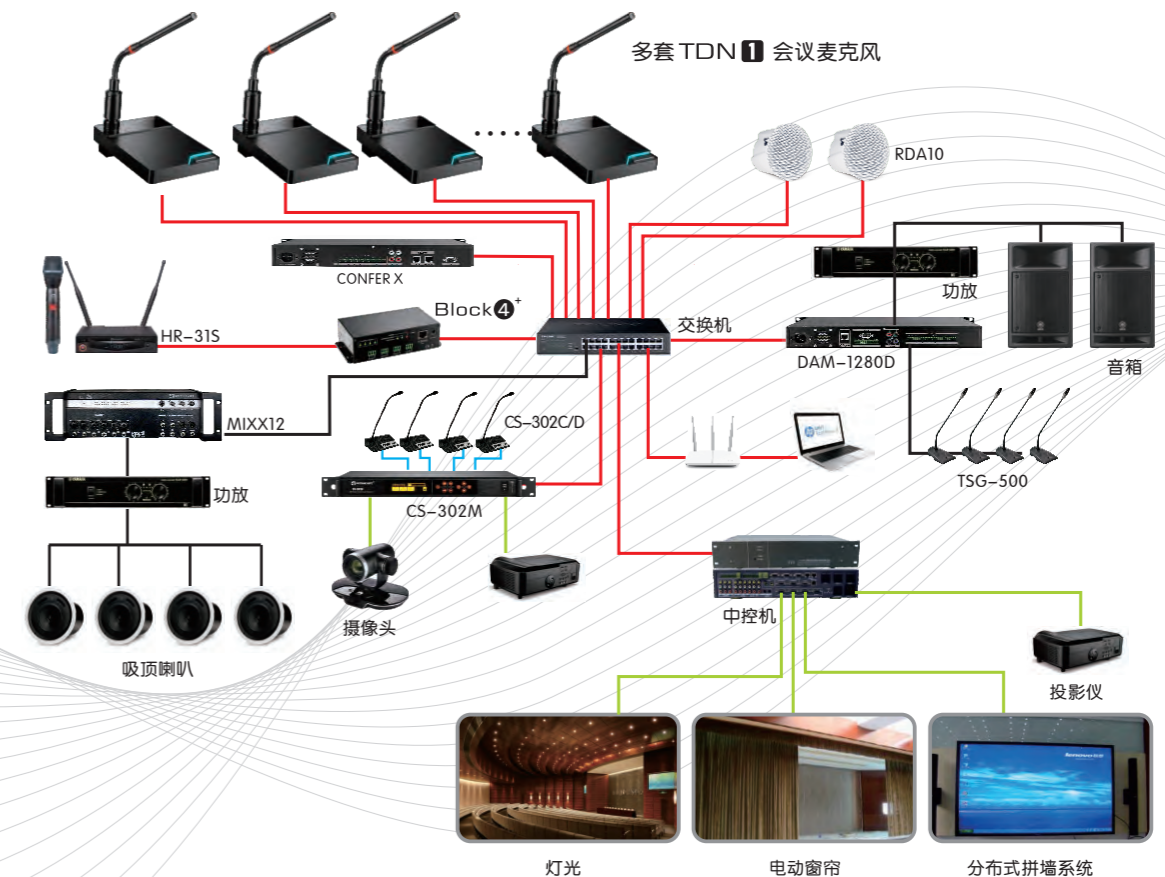 多套 TDN 1 会议麦克风
RDA10
CONFER X
功放
Block4+
HR-31S
交换机
DAM-1280D
音箱
MIXX12
CS-302C/D
功放
CS-302M
TSG-500
中控机
摄像头
吸顶喇叭
投影仪
灯光
电动窗帘
分布式拼墙系统